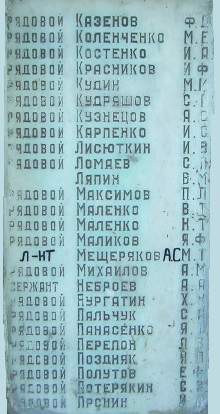 РЯДОВОЙ КАЗЕНОВ Ф.
РЯДОВОЙ КОЛЕНЧЕНКО М.Е
РЯДОВОЙ КОСТЕНКО И.
РЯДОВОЙ КРАСНИКОВ И Ф
РЯДОВОЙ КУДИН М.
РЯДОВОЙ КУДРЯШОВ С.
РЯДОВОЙ КУЗНЕЦОВ А.С
РЯДОВОЙ КАРПЕНКО И.С
РЯДОВОЙ ЛИСЮТКИН И.В
РЯДОВОЙ ЛОМАЕВ С.
ЛЯПИН В.М
РЯДОВОЙ МАКСИМОВ П.Л
РЯДОВОЙ МАЛЕНКО В.
РЯДОВОЙ МАЛЕНКО Н.Т
РЯДОВОЙ МАЛИКОВ Я.Ф
Л-НТ МЕЩЕРЯКОВ А.С М.
РЯДОВОЙ МИХАЙЛОВ А.М
СЕРЖАНТ НЕБРОЕВ А.
РЯДОВОЙ НУРГАТИН Х.
РЯДОВОЙ ПАЛЬЧУК С.
РЯДОВОЙ ПАНАСЕНКО Я.
РЯДОВОЙ ПЕРЕДОН
РЯДОВОЙ ПОЗДНЯК
РЯДОВОЙ ПОЛУТОВ Е.
РЯДОВОЙ ПОТЕРЯКИН С.
РЯДОВОЙ ПРОНИН